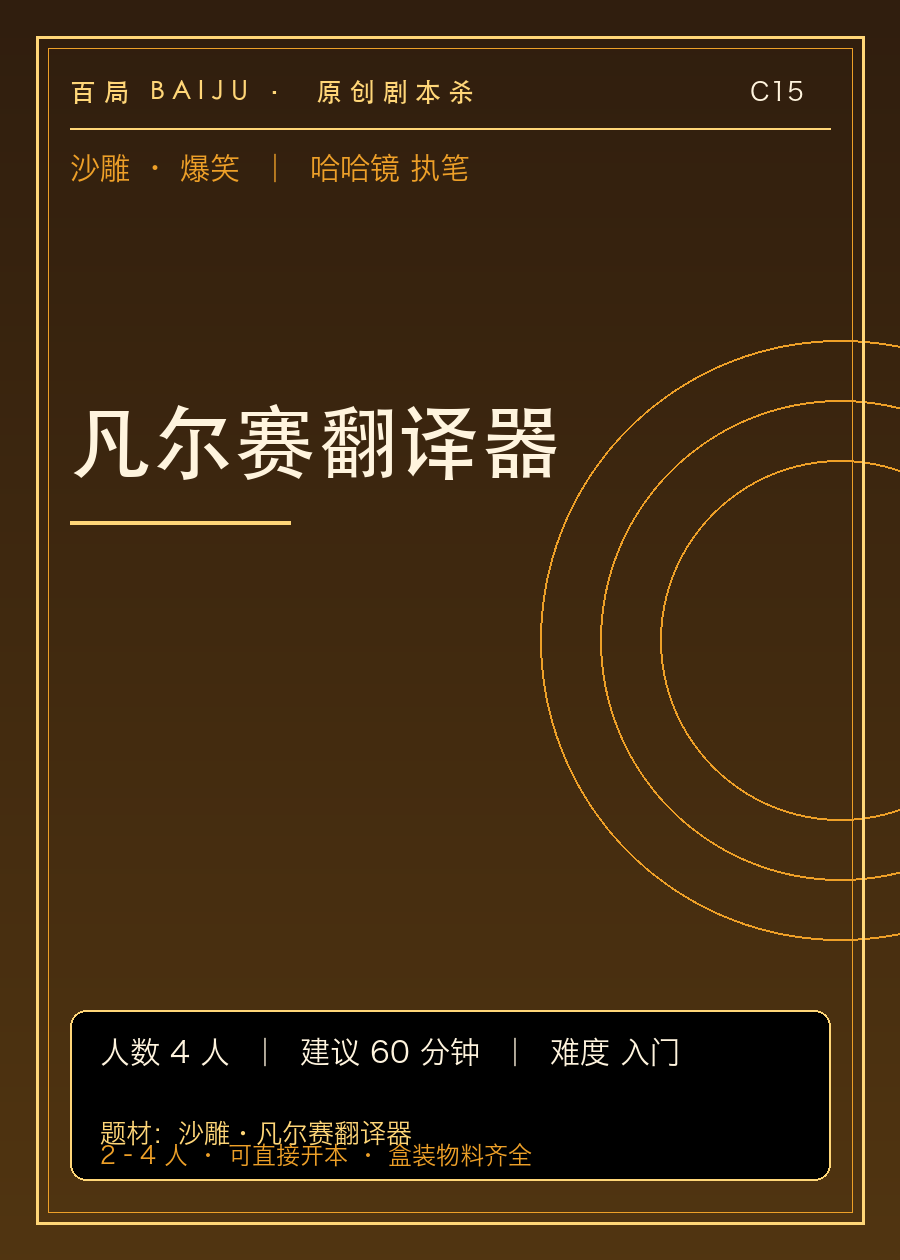 百局 BAIJU · 原创剧本杀 C15
沙雕 · 爆笑 ｜ 哈哈镜 执笔
凡尔赛翻译器
人数 4 人 ｜ 建议 60 分钟 ｜ 难度 入门
题材：沙雕·凡尔赛翻译器
2-4 人 · 可直接开本 · 盒装物料齐全